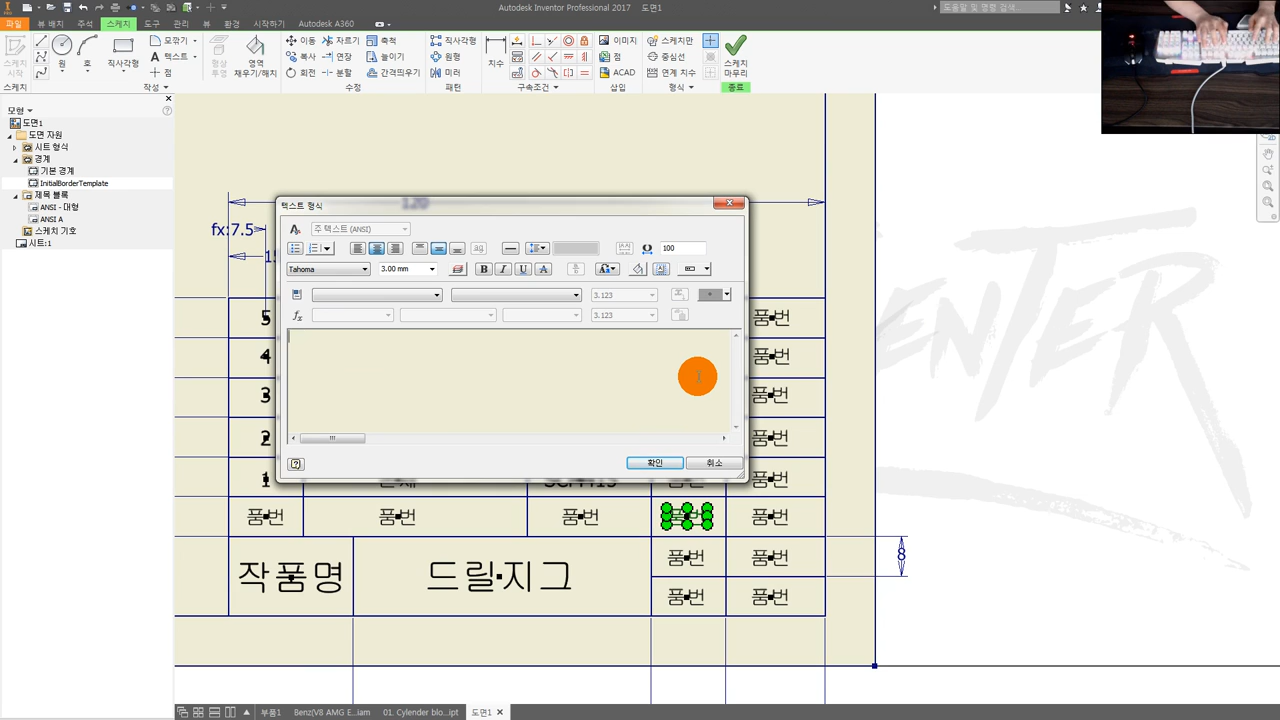 Autodesk Inventor Professional 2017 도면1
도움말 및 명령 검색...
파일 뷰 배치 스케치 도구 관리 뷰 환경 시작하기 Autodesk A360
스케치 시작
원
호
직사각형
모깎기
텍스트
점
형상 투영
영역 채우기/해치
이동 자르기 축척
복사 연장 늘이기
회전 분할 간격띄우기
직사각형
원형
미러
치수
이미지
점
ACAD
스케치만
중심선
연계 치수
스케치 마무리
작성 수정 패턴 구속조건 삽입 형식 종료
모형
도면1
도면 자원
시트 형식
경계
기본 경계
InitialBorderTemplate
제목 블록
ANSI - 대형
ANSI A
스케치 기호
시트:1
120
fx:7.5
텍스트 형식
주 텍스트 (ANSI)
100
Tahoma 3.00 mm
3.123
3.123
확인 취소
5 품번
4 품번
3 품번
2 품번
1 품번
품번 품번 품번 품번
작품명 드릴지그
품번 품번
품번 품번
8
ENTER
부품1 Benz(V8 AMG E...iam 01. Cylender blo...ipt 도면1